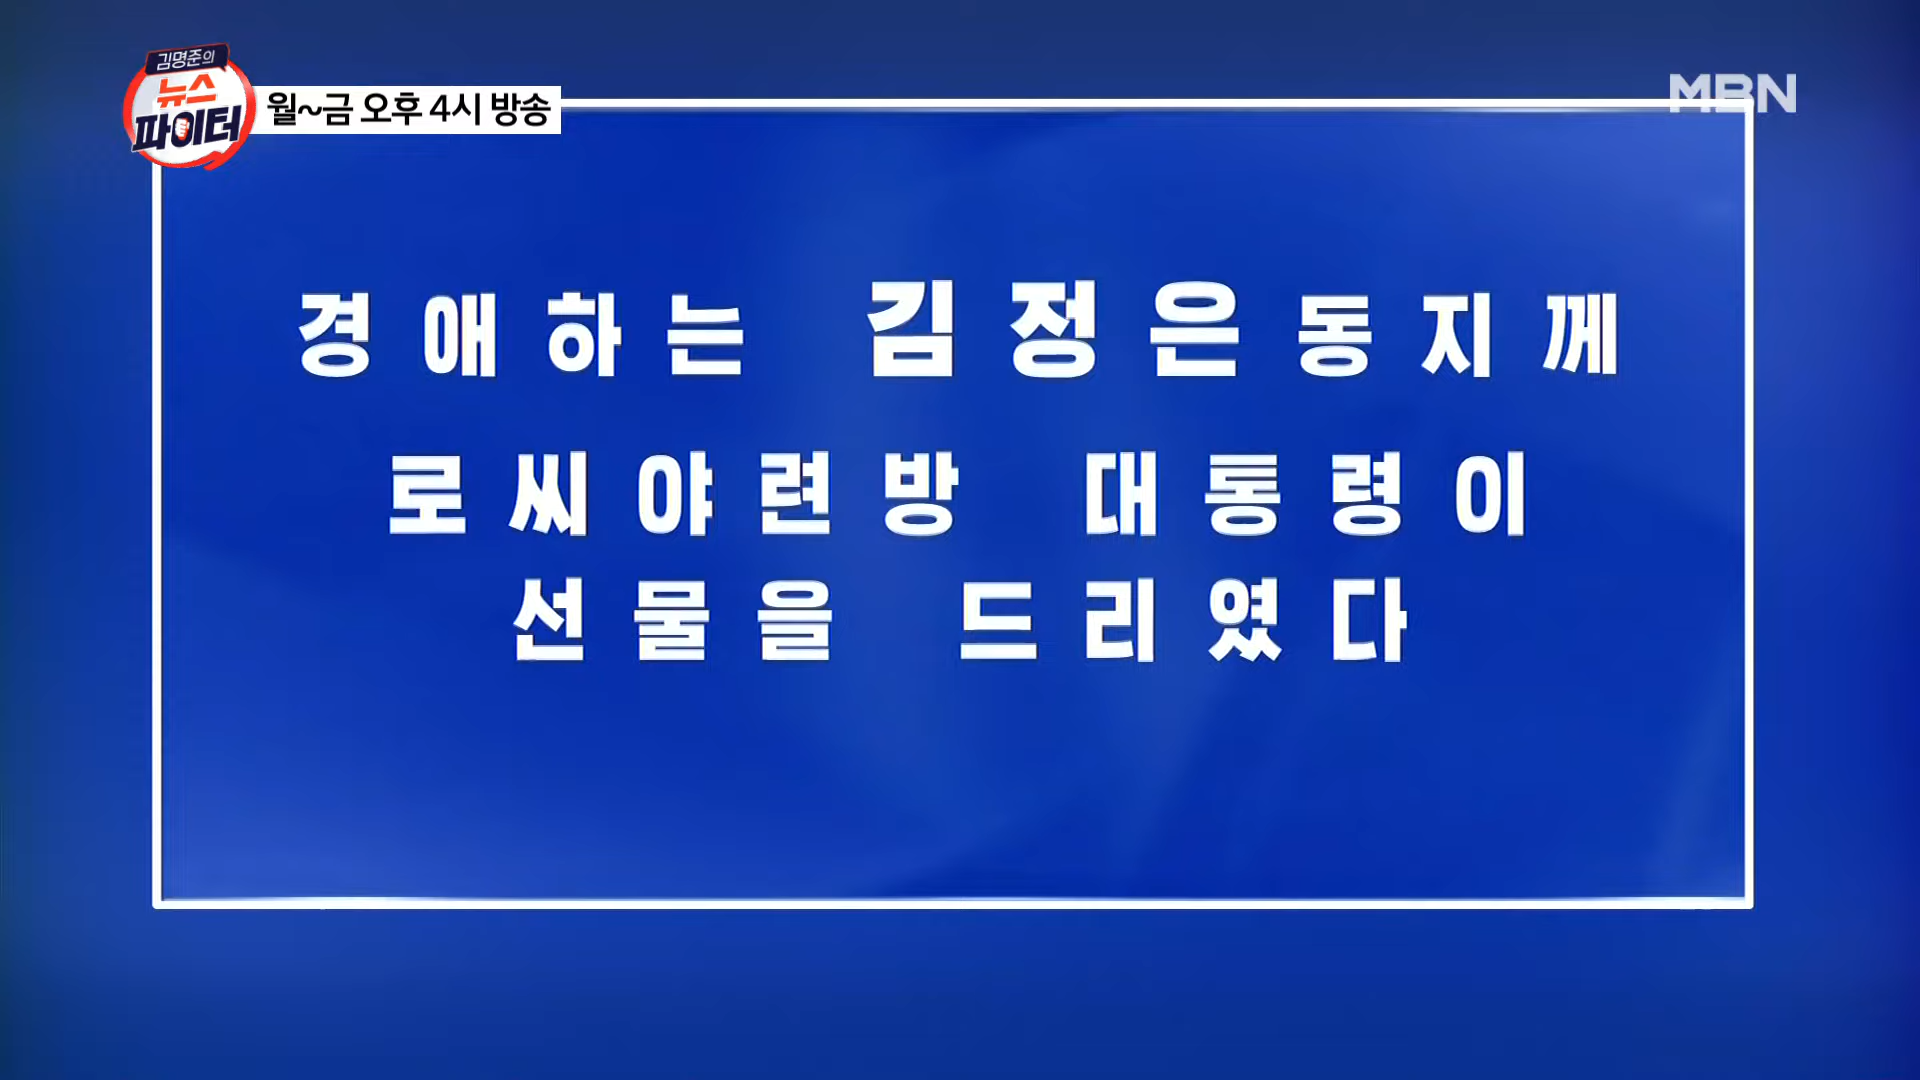 김명준의
뉴스
파이터
월~금 오후 4시 방송
MBN
경애하는 김정은동지께
로씨야련방 대통령이
선물을 드리였다